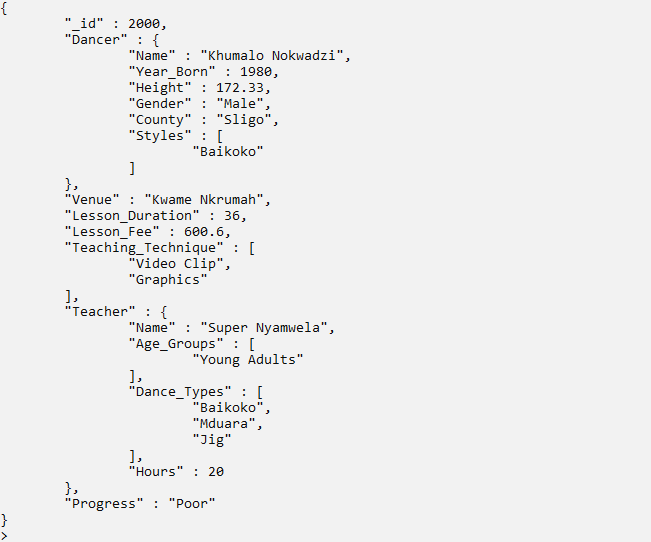 {
        "_id" : 2000,
        "Dancer" : {
                "Name" : "Khumalo Nokwadzi",
                "Year_Born" : 1980,
                "Height" : 172.33,
                "Gender" : "Male",
                "County" : "Sligo",
                "Styles" : [
                        "Baikoko"
                ]
        },
        "Venue" : "Kwame Nkrumah",
        "Lesson_Duration" : 36,
        "Lesson_Fee" : 600.6,
        "Teaching_Technique" : [
                "Video Clip",
                "Graphics"
        ],
        "Teacher" : {
                "Name" : "Super Nyamwela",
                "Age_Groups" : [
                        "Young Adults"
                ],
                "Dance_Types" : [
                        "Baikoko",
                        "Mduara",
                        "Jig"
                ],
                "Hours" : 20
        },
        "Progress" : "Poor"
}
>